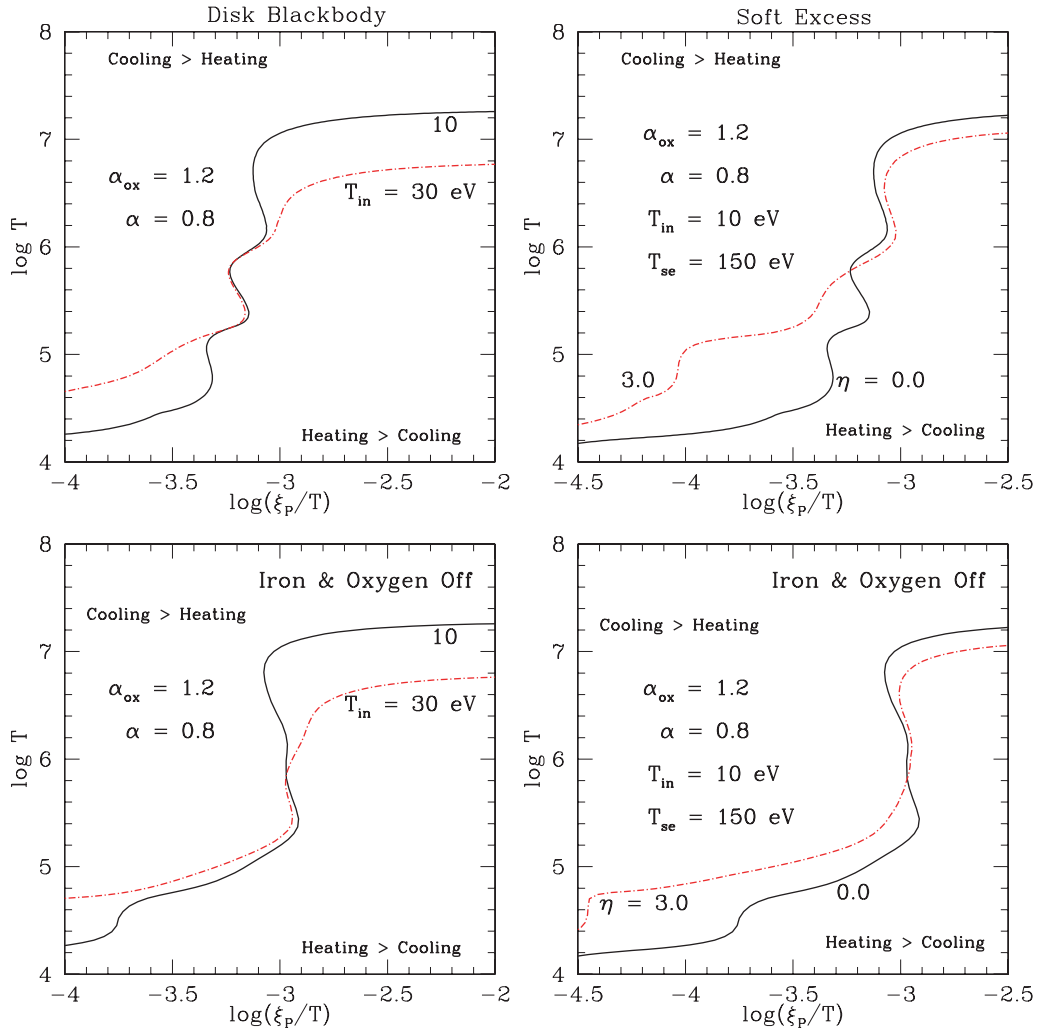 Disk Blackbody
8
Cooling > Heating
10
7
α_ox = 1.2
T_in = 30 eV
α = 0.8
log T
6
5
Heating > Cooling
4
−4 −3.5 −3 −2.5 −2
log(ξ_P/T)
Soft Excess
8
Cooling > Heating
α_ox = 1.2
7
α = 0.8
T_in = 10 eV
log T
6
T_se = 150 eV
5
3.0
η = 0.0
Heating > Cooling
4
−4.5 −4 −3.5 −3 −2.5
log(ξ_P/T)
8
Iron & Oxygen Off
Cooling > Heating
10
7
α_ox = 1.2
T_in = 30 eV
α = 0.8
log T
6
5
Heating > Cooling
4
−4 −3.5 −3 −2.5 −2
log(ξ_P/T)
8
Iron & Oxygen Off
Cooling > Heating
7
α_ox = 1.2
α = 0.8
log T
6
T_in = 10 eV
T_se = 150 eV
5
η = 3.0
0.0
Heating > Cooling
4
−4.5 −4 −3.5 −3 −2.5
log(ξ_P/T)